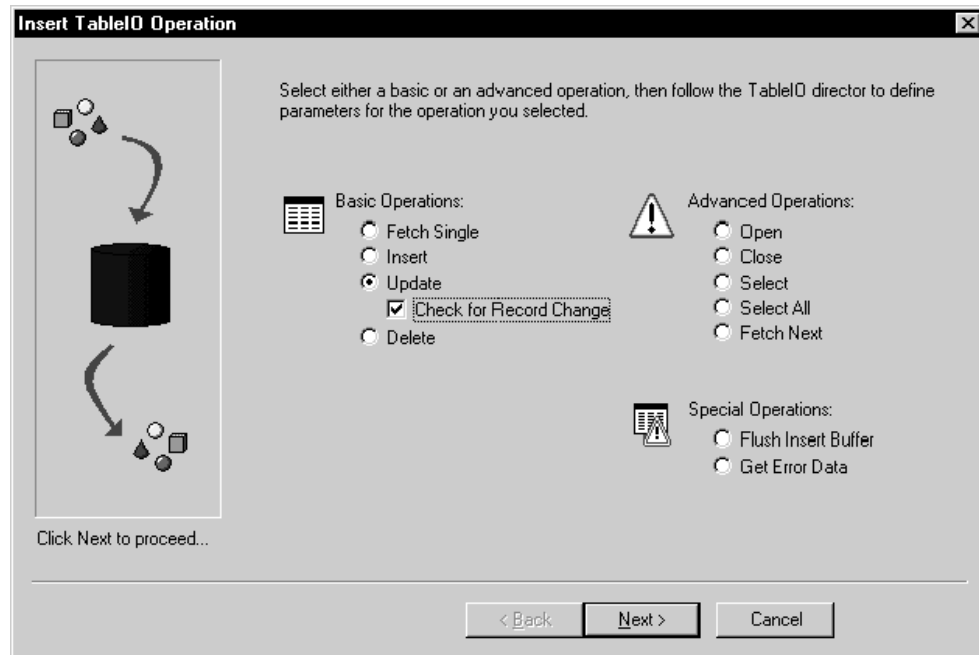 Insert TableIO Operation
Select either a basic or an advanced operation, then follow the TableIO director to define
parameters for the operation you selected.
Basic Operations:
Fetch Single
Insert
Update
Check for Record Change
Delete
Advanced Operations:
Open
Close
Select
Select All
Fetch Next
Special Operations:
Flush Insert Buffer
Get Error Data
Click Next to proceed...
< Back
Next >
Cancel